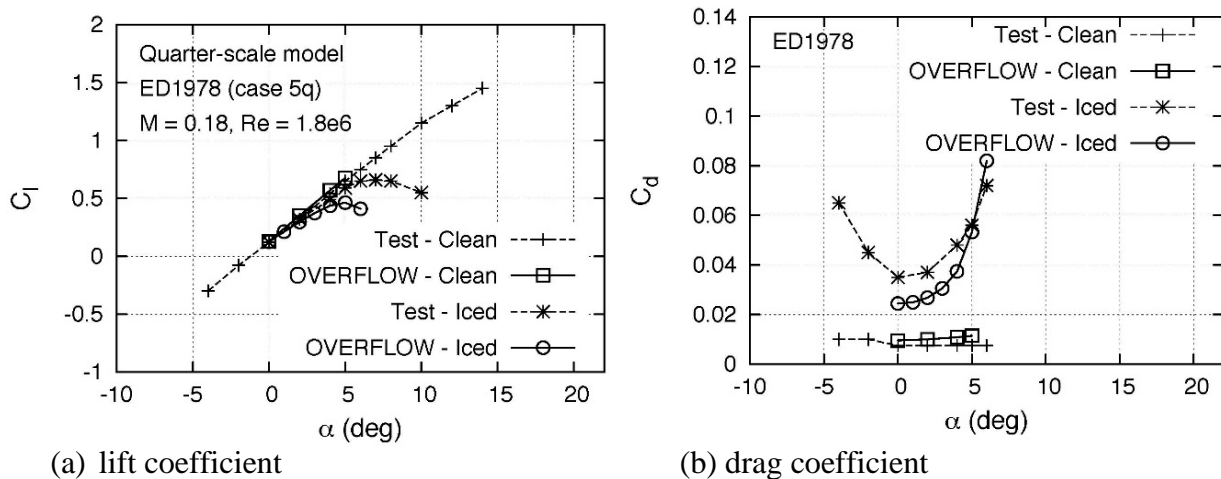 2
1.5
1
0.5
0
-0.5
-1
-10
-5
0
5
10
15
20
C_l
α (deg)
Quarter-scale model
ED1978 (case 5q)
M = 0.18, Re = 1.8e6
Test - Clean
OVERFLOW - Clean
Test - Iced
OVERFLOW - Iced
(a) lift coefficient
0.14
0.12
0.1
0.08
0.06
0.04
0.02
0
-10
-5
0
5
10
15
20
C_d
α (deg)
ED1978
Test - Clean
OVERFLOW - Clean
Test - Iced
OVERFLOW - Iced
(b) drag coefficient